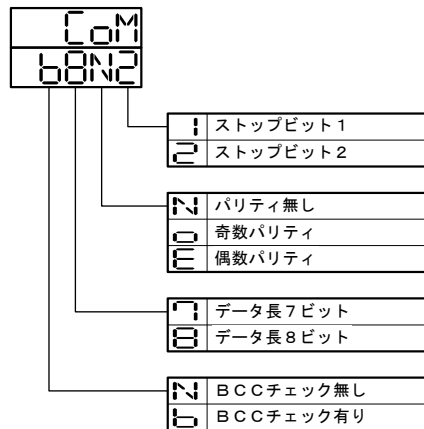 CoM
b8N2
1 ストップビット1
2 ストップビット2
N パリティ無し
o 奇数パリティ
E 偶数パリティ
7 データ長7ビット
8 データ長8ビット
N BCCチェック無し
b BCCチェック有り